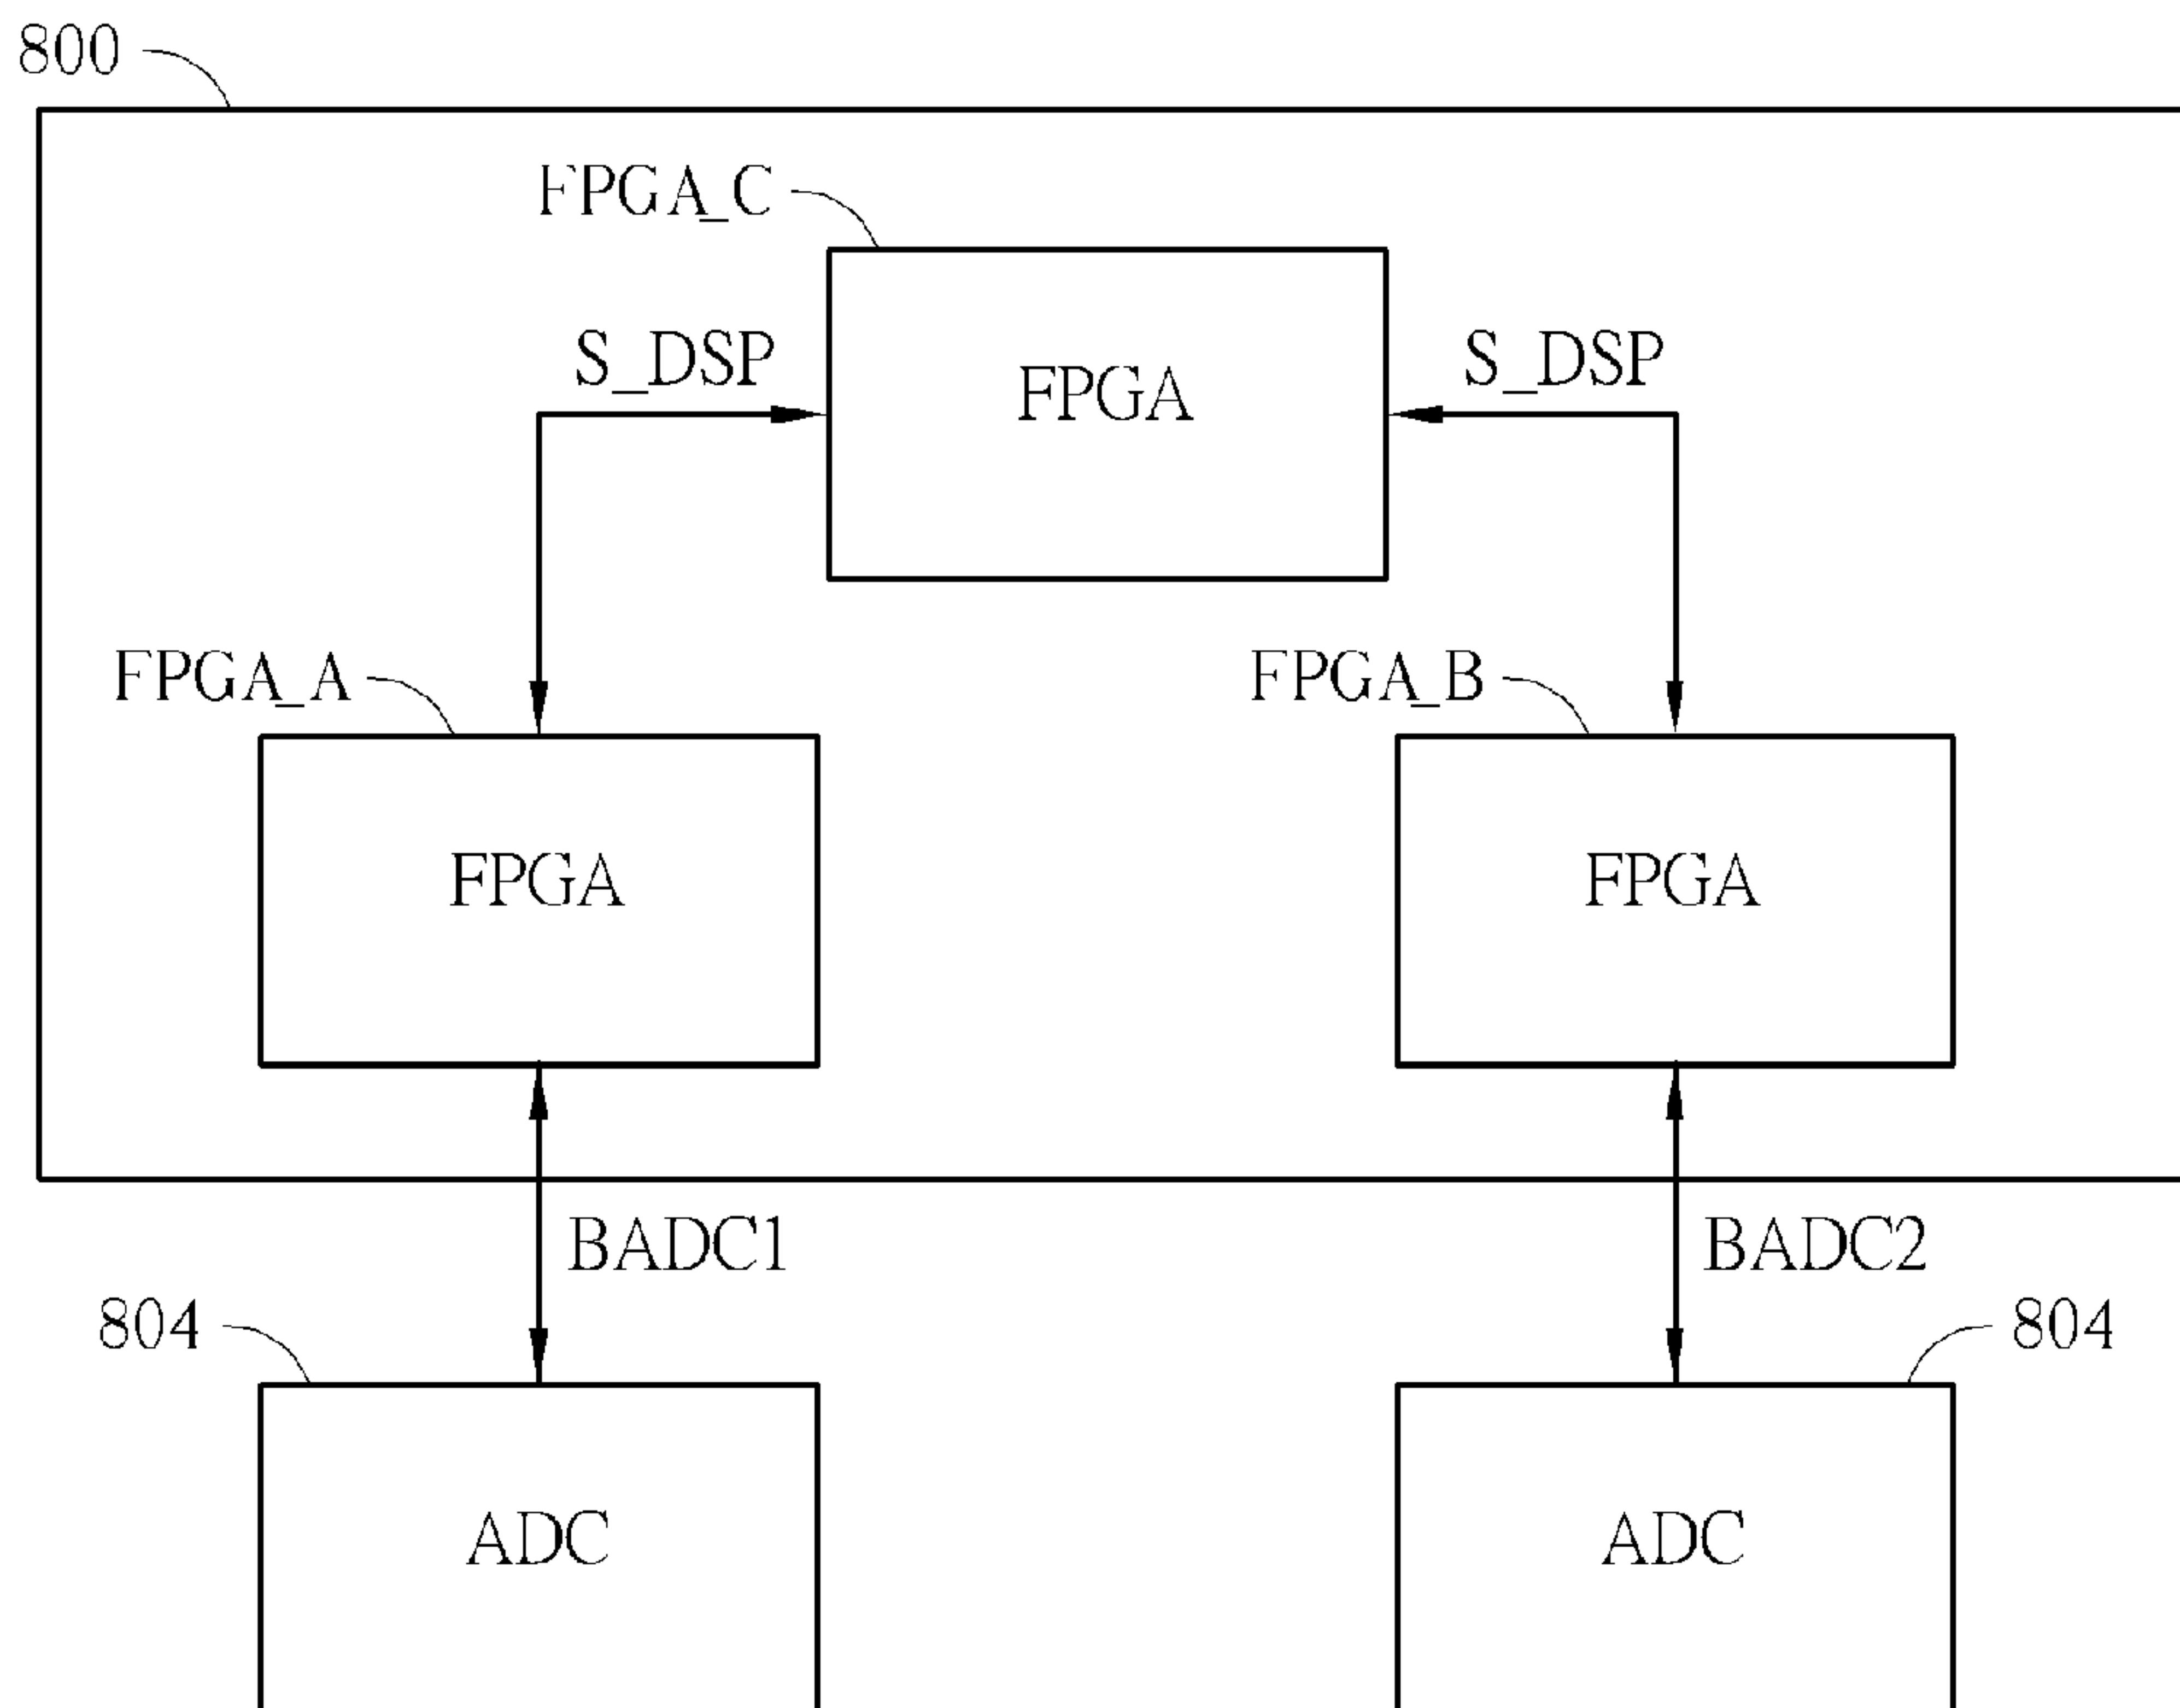 800
FPGA_C
S_DSP
FPGA
S_DSP
FPGA_A
FPGA_B
FPGA
FPGA
BADC1
BADC2
804
804
ADC
ADC